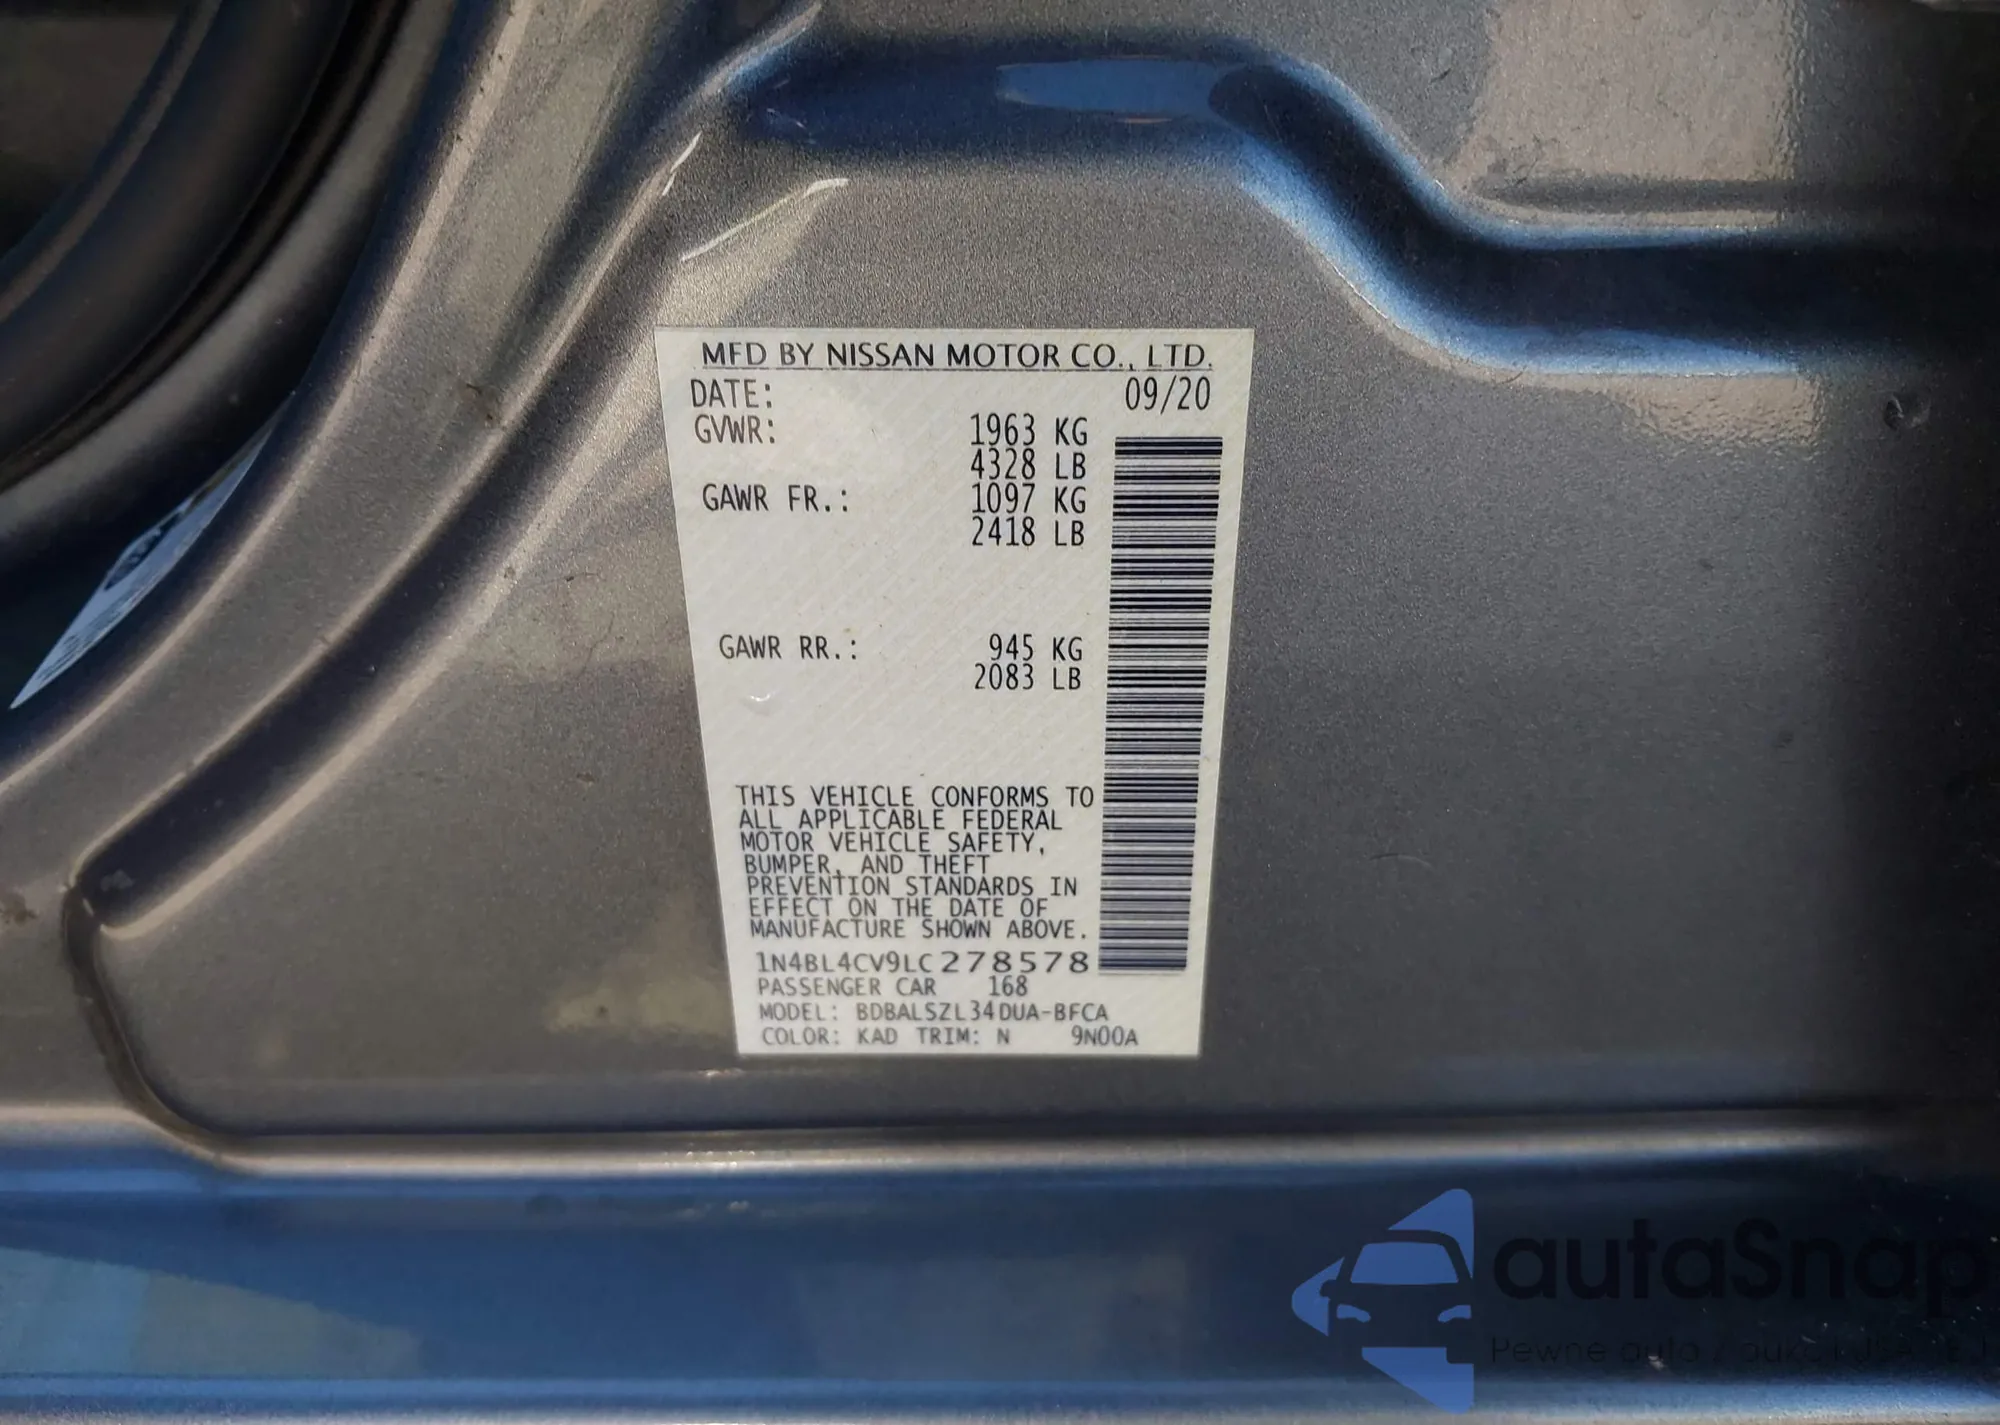 MFD BY NISSAN MOTOR CO., LTD.
DATE: 09/20
GVWR: 1963 KG
4328 LB
GAWR FR.: 1097 KG
2418 LB
GAWR RR.: 945 KG
2083 LB
THIS VEHICLE CONFORMS TO
ALL APPLICABLE FEDERAL
MOTOR VEHICLE SAFETY,
BUMPER, AND THEFT
PREVENTION STANDARDS IN
EFFECT ON THE DATE OF
MANUFACTURE SHOWN ABOVE.
1N4BL4CV9LC278578
PASSENGER CAR 168
MODEL: BDBALSZL34DUA-BFCA
COLOR: KAD TRIM: N 9N00A
autaSnap
Pewne auto